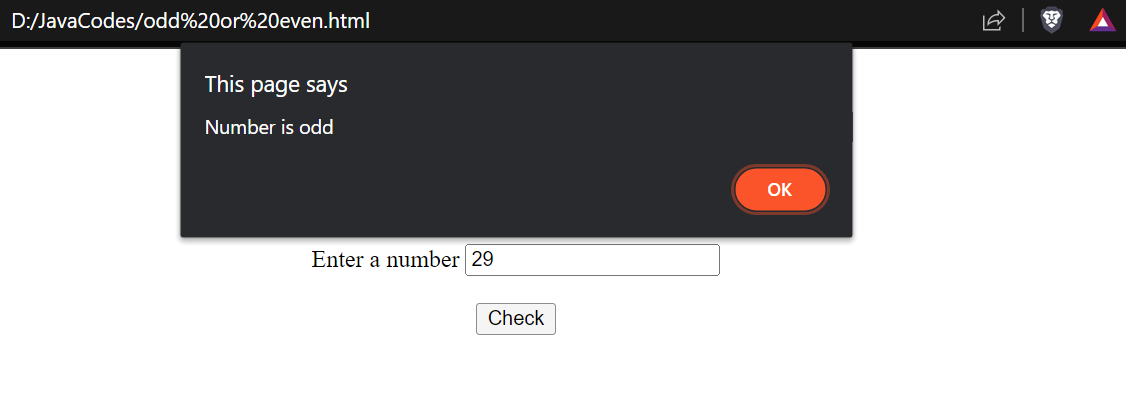 D:/JavaCodes/odd%20or%20even.html
This page says
Number is odd
OK
Enter a number 29
Check